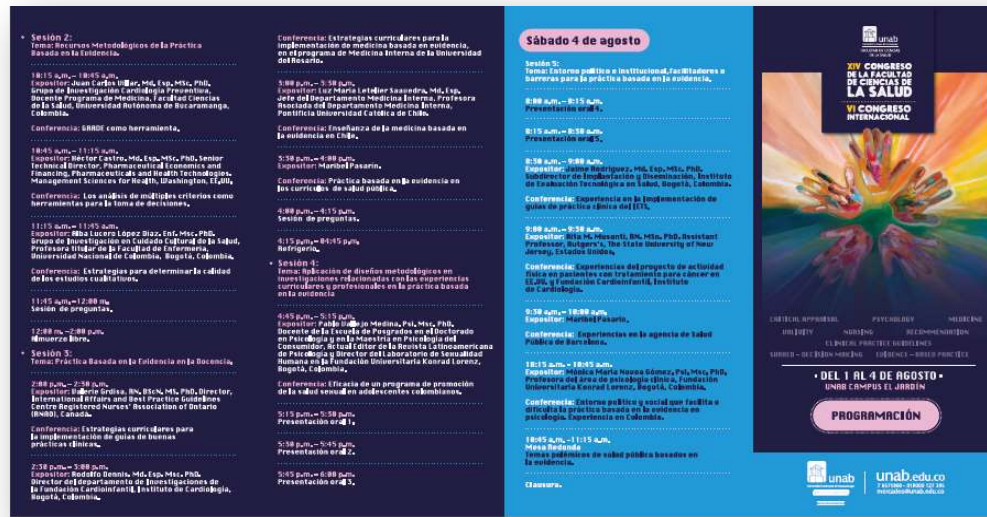 • Sesión 2:
Tema: Recursos Metodológicos de la Práctica
Basada en la Evidencia.
10:15 a.m. – 10:45 a.m.
Expositor: Juan Carlos Villar, Md. Esp. MSc. PhD.
Grupo de Investigación Cardiología Preventiva,
Docente Programa de Medicina, Facultad Ciencias
de la Salud, Universidad Autónoma de Bucaramanga,
Colombia.
Conferencia: GRADE como herramienta.
10:45 a.m. – 11:15 a.m.
Expositor: Héctor Castro. Md. Esp. MSc. PhD. Senior
Technical Director, Pharmaceutical Economics and
Financing, Pharmaceuticals and Health Technologies.
Management Sciences for Health, Washington, EE.UU.
Conferencia: Los análisis de múltiples criterios como
herramientas para la toma de decisiones.
11:15 a.m. – 11:45 a.m.
Expositor: Alba Lucero López Díaz. Enf. Msc. PhD.
Grupo de Investigación en Cuidado Cultural de la Salud,
Profesora titular de la Facultad de Enfermería,
Universidad Nacional de Colombia, Bogotá, Colombia.
Conferencia: Estrategias para determinar la calidad
de los estudios cualitativos.
11:45 a.m. –12:00 m.
Sesión de preguntas.
12:00 m. –2:00 p.m.
Almuerzo libre.
• Sesión 3:
Tema: Práctica Basada en la Evidencia en la Docencia.
2:00 p.m. – 2:30 p.m.
Expositor: Valerie Grdisa, RN, BScN, MS, PhD, Director,
International Affairs and Best Practice Guidelines
Centre Registered Nurses' Association of Ontario
(RNAO), Canada.
Conferencia: Estrategias curriculares para
la implementación de guías de buenas
prácticas clínicas.
2:30 p.m. – 3:00 p.m.
Expositor: Rodolfo Dennis, Md. Esp. Msc. PhD.
Director del departamento de Investigaciones de
la Fundación Cardioinfantil, Instituto de Cardiología,
Bogotá, Colombia.
Conferencia: Estrategias curriculares para la
implementación de medicina basada en evidencia,
en el programa de Medicina Interna de la Universidad
del Rosario.
3:00 p.m. – 3:30 p.m.
Expositor: Luz María Letelier Saavedra, Md, Esp,
Jefe del Departamento Medicina Interna, Profesora
Asociada del Departamento Medicina Interna,
Pontificia Universidad Católica de Chile.
Conferencia: Enseñanza de la medicina basada en
la evidencia en Chile.
3:30 p.m. – 4:00 p.m.
Expositor: Maribel Pasarin.
Conferencia: Práctica basada en la evidencia en
los currículos de salud pública.
4:00 p.m. – 4:15 p.m.
Sesión de preguntas.
4:15 p.m. – 04:45 p.m.
Refrigerio.
• Sesión 4:
Tema: Aplicación de diseños metodológicos en
investigaciones relacionados con las experiencias
curriculares y profesionales en la práctica basada
en la evidencia
4:45 p.m. – 5:15 p.m.
Expositor: Pablo Vallejo Medina, Psi, Msc, PhD,
Docente de la Escuela de Posgrados en el Doctorado
en Psicología y en la Maestría en Psicología del
Consumidor, Actual Editor de la Revista Latinoamericana
de Psicología y Director del Laboratorio de Sexualidad
Humana en la Fundación Universitaria Konrad Lorenz,
Bogotá, Colombia.
Conferencia: Eficacia de un programa de promoción
de la salud sexual en adolescentes colombianos.
5:15 p.m. – 5:30 p.m.
Presentación oral 1.
5:30 p.m. – 5:45 p.m.
Presentación oral 2.
5:45 p.m. – 6:00 p.m.
Presentación oral 3.
Sábado 4 de agosto
Sesión 5:
Tema: Entorno político e institucional, facilitadores o
barreras para la práctica basada en la evidencia.
8:00 a.m. – 8:15 a.m.
Presentación oral 4.
8:15 a.m. – 8:30 a.m.
Presentación oral 5.
8:30 a.m. – 9:00 a.m.
Expositor: Jaime Rodríguez, Md. Esp. MSc. PhD.
Subdirector de Implantación y Diseminación, Instituto
de Evaluación Tecnológica en Salud, Bogotá, Colombia.
Conferencia: Experiencia en la implementación de
guías de práctica clínica del IETS.
9:00 a.m. – 9:30 a.m.
Expositor: Rita M. Musanti, RN. MSn. PhD. Assistant
Professor, Rutgers's, The State University of New
Jersey, Estados Unidos.
Conferencia: Experiencias del proyecto de actividad
física en pacientes con tratamiento para cáncer en
EE.UU. y Fundación Cardioinfantil, Instituto
de Cardiología.
9:30 a.m. – 10:00 a.m.
Expositor: Maribel Pasarin.
Conferencia: Experiencias en la agencia de Salud
Pública de Barcelona.
10:15 a.m. – 10:45 a.m.
Expositor: Mónica María Novoa Gómez, Psi, Msc, PhD,
Profesora del área de psicología clínica, Fundación
Universitaria Konrad Lorenz, Bogotá, Colombia.
Conferencia: Entorno político y social que facilita o
dificulta la práctica basada en la evidencia en
psicología. Experiencia en Colombia.
10:45 a.m. –11:15 a.m.
Mesa Redonda
Temas polémicos de salud pública basados en
la evidencia.
Clausura.
unab
XIV CONGRESO
DE LA FACULTAD
DE CIENCIAS DE
LA SALUD
VI CONGRESO
INTERNACIONAL
CRITICAL APPRAISAL PSYCHOLOGY MEDICINE
VALIDITY NURSING RECOMMENDATION
CLINICAL PRACTICE GUIDELINES
SHARED - DECISION MAKING EVIDENCE - BASED PRACTICE
• DEL 1 AL 4 DE AGOSTO •
UNAB CAMPUS EL JARDÍN
PROGRAMACIÓN
unab
unab.edu.co
mercadeo@unab.edu.co